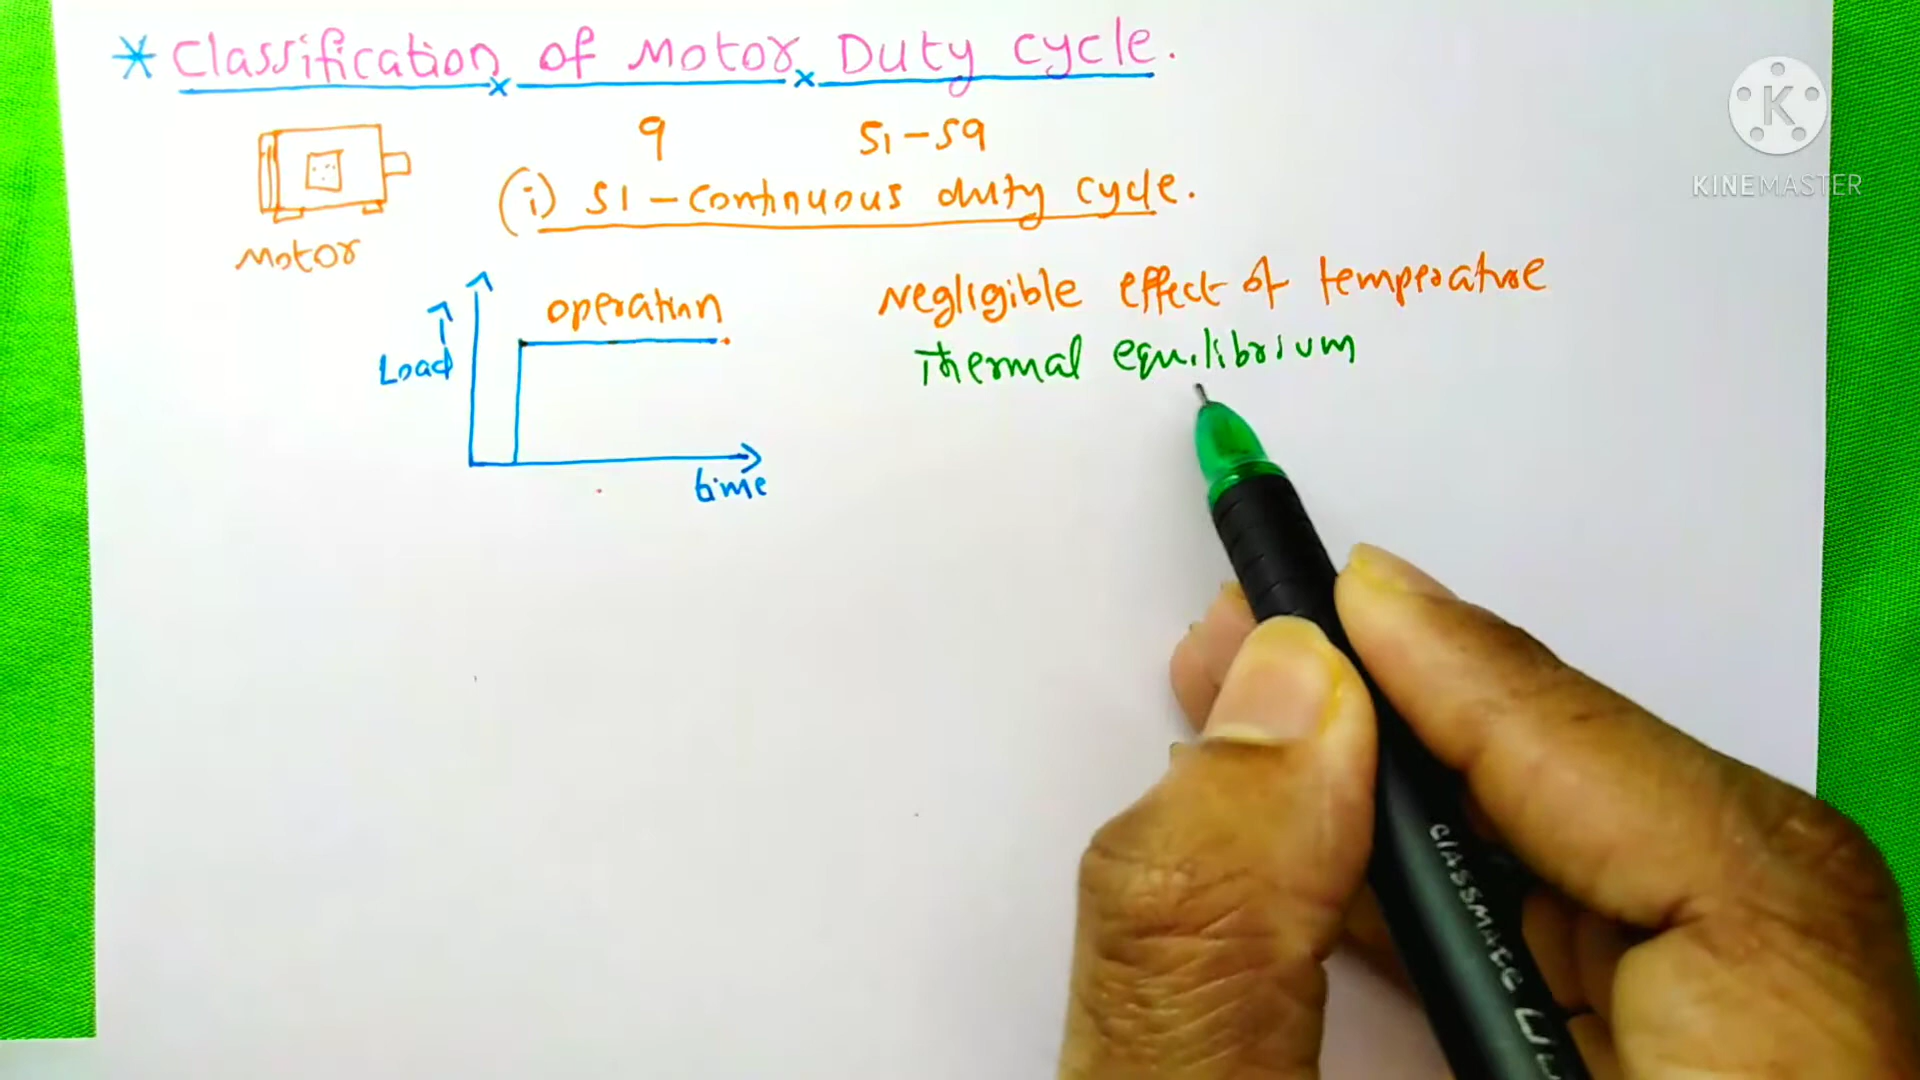 * Classification of Motor Duty cycle.
9 S1-S9
(i) S1 - continuous duty cycle.
Motor
operation
Load
time
Negligible effect of temperature
Thermal equilibrium
KINEMASTER
CLASSMATE